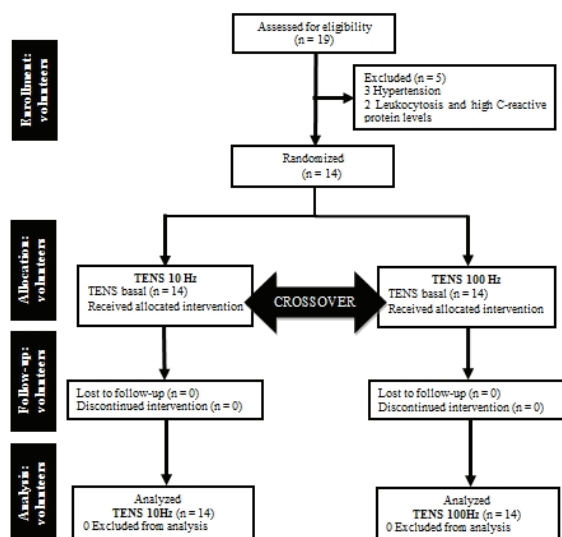 Assessed for eligibility
(n = 19)
Enrollment:
volunteers
Excluded (n = 5)
3 Hypertension
2 Leukocytosis and high C-reactive
protein levels
Randomized
(n = 14)
Allocation:
volunteers
TENS 10 Hz
TENS basal (n = 14)
Received allocated intervention
CROSSOVER
TENS 100 Hz
TENS basal (n = 14)
Received allocated intervention
Follow-up:
volunteers
Lost to follow-up (n = 0)
Discontinued intervention (n = 0)
Lost to follow-up (n = 0)
Discontinued intervention (n = 0)
Analysis:
volunteers
Analyzed
TENS 10Hz (n = 14)
0 Excluded from analysis
Analyzed
TENS 100Hz (n = 14)
0 Excluded from analysis